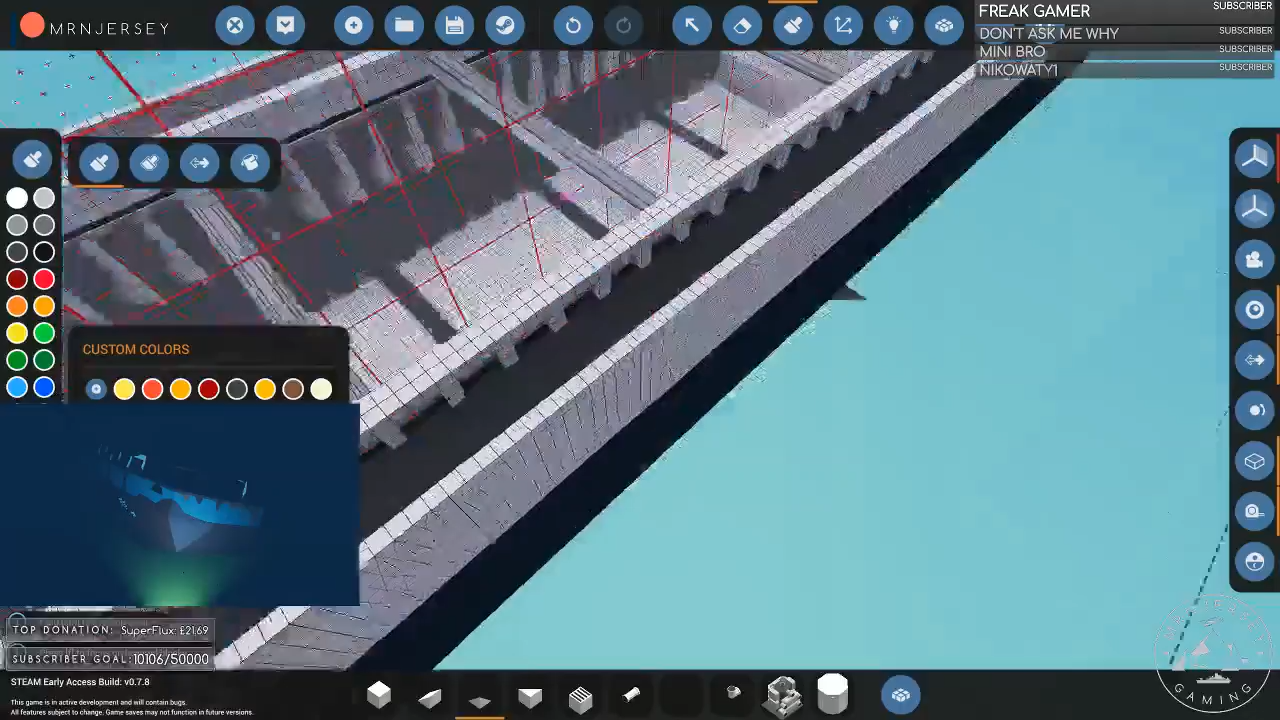 MRNJERSEY
FREAK GAMER SUBSCRIBER
DON'T ASK ME WHY SUBSCRIBER
MINI BRO SUBSCRIBER
NIKOWATY1 SUBSCRIBER
CUSTOM COLORS
TOP DONATION: SuperFlux: £21.69
SUBSCRIBER GOAL: 10106/50000
STEAM Early Access Build: v0.7.8
This game is in active development and will contain bugs.
All features subject to change. Game saves may not function in future versions.
GAMING